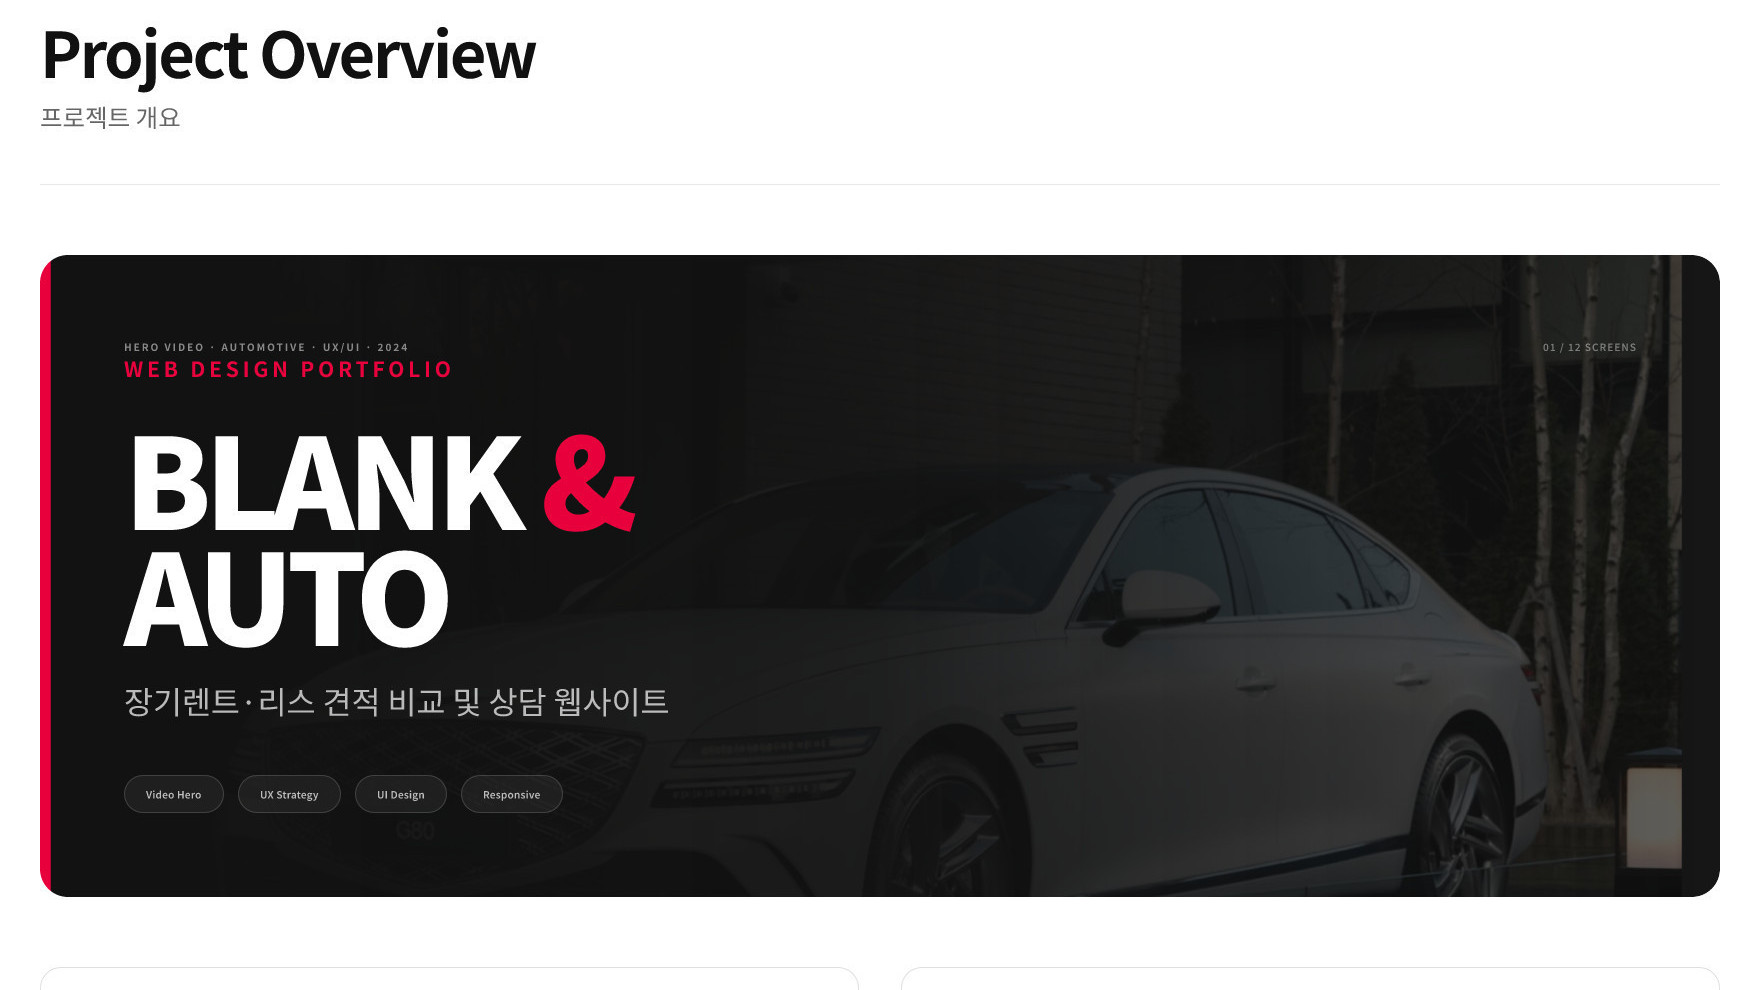 Project Overview
프로젝트 개요
HERO VIDEO · AUTOMOTIVE · UX/UI · 2024
01 / 12 SCREENS
WEB DESIGN PORTFOLIO
BLANK &
AUTO
장기렌트·리스 견적 비교 및 상담 웹사이트
Video Hero
UX Strategy
UI Design
Responsive
G80